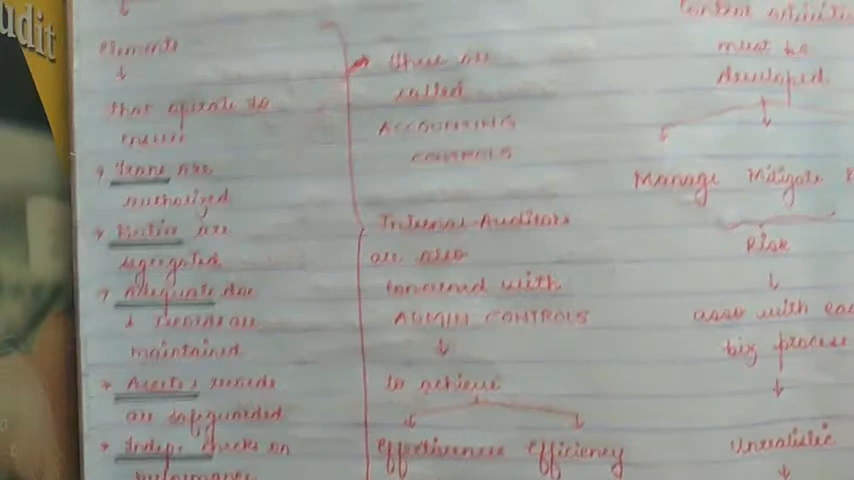 udit
elements
that operate to
ensure
Trans are
authorized
Duties are
segregated
Adequate doc
& records are
maintained
Assets & records
are safeguarded
Indep. checks on
performance
these are
called
ACCOUNTING
CONTROLS
Internal Auditors
are also
concerned with
ADMIN CONTROLS
to achieve
Effectiveness Efficiency
Control activities
must be
developed
Manage Mitigate
Risk
asso with eac
biz process
Unrealistic